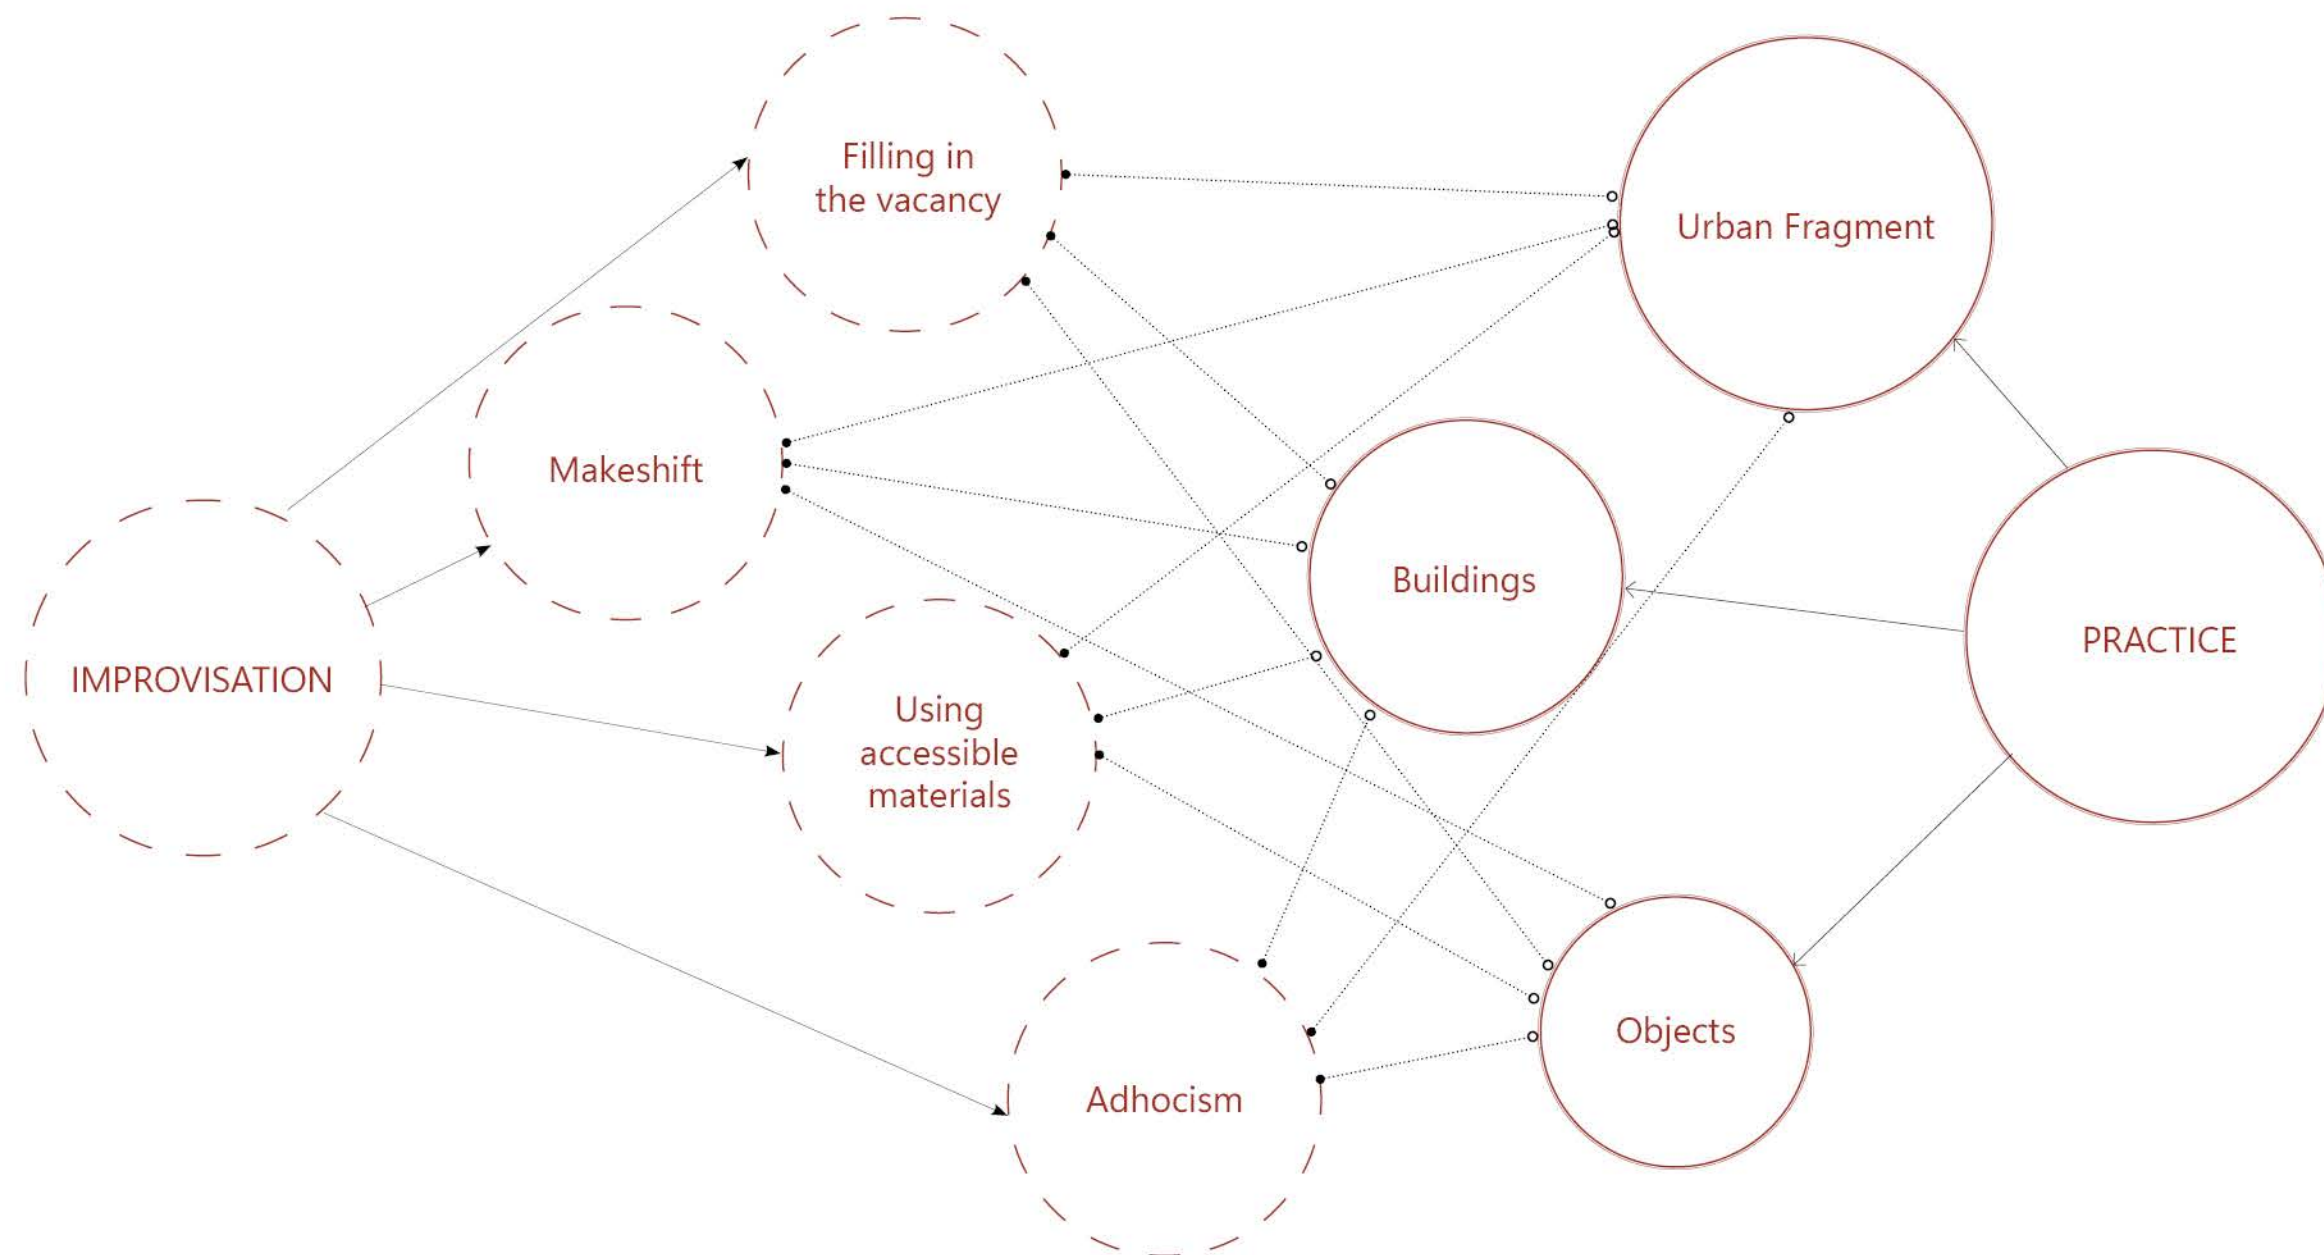 Filling in
the vacancy
Urban Fragment
Makeshift
Buildings
PRACTICE
IMPROVISATION
Using
accessible
materials
Objects
Adhocism